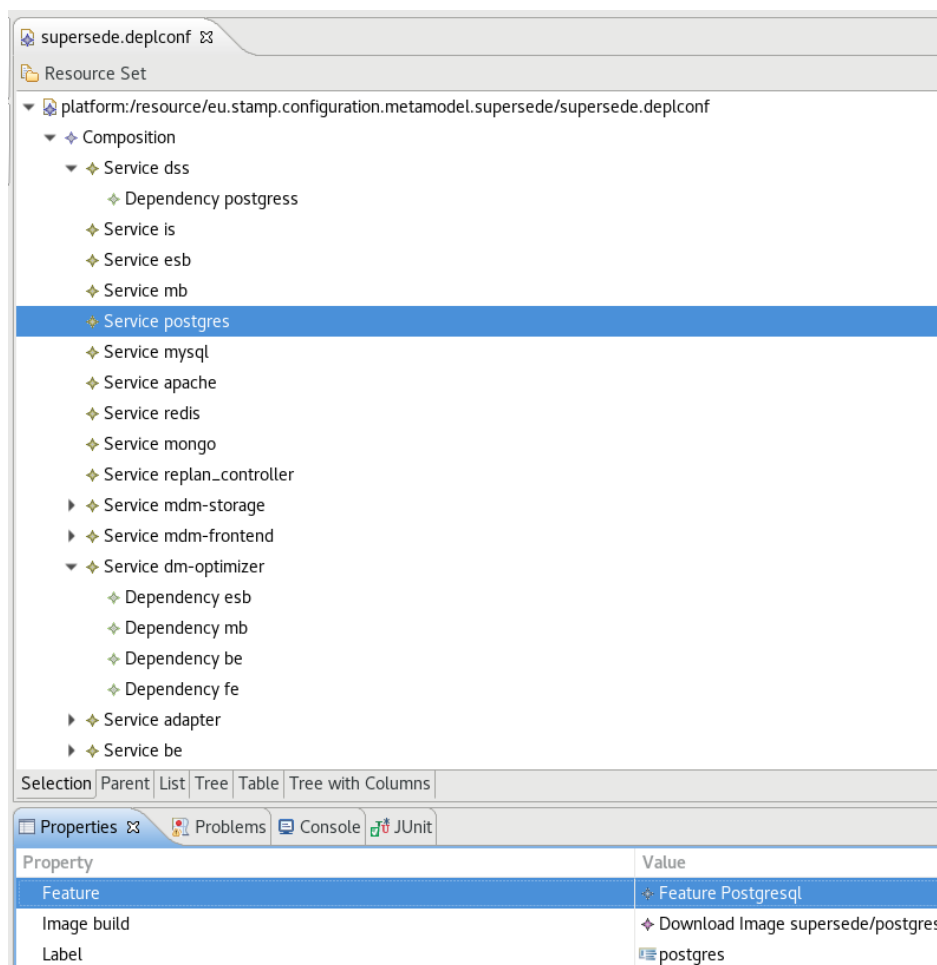 supersede.deplconf
Resource Set
platform:/resource/eu.stamp.configuration.metamodel.supersede/supersede.deplconf
Composition
Service dss
Dependency postgress
Service is
Service esb
Service mb
Service postgres
Service mysql
Service apache
Service redis
Service mongo
Service replan_controller
Service mdm-storage
Service mdm-frontend
Service dm-optimizer
Dependency esb
Dependency mb
Dependency be
Dependency fe
Service adapter
Service be
Selection Parent List Tree Table Tree with Columns
Properties Problems Console JUnit
Property Value
Feature Feature Postgresql
Image build Download Image supersede/postgres
Label postgres